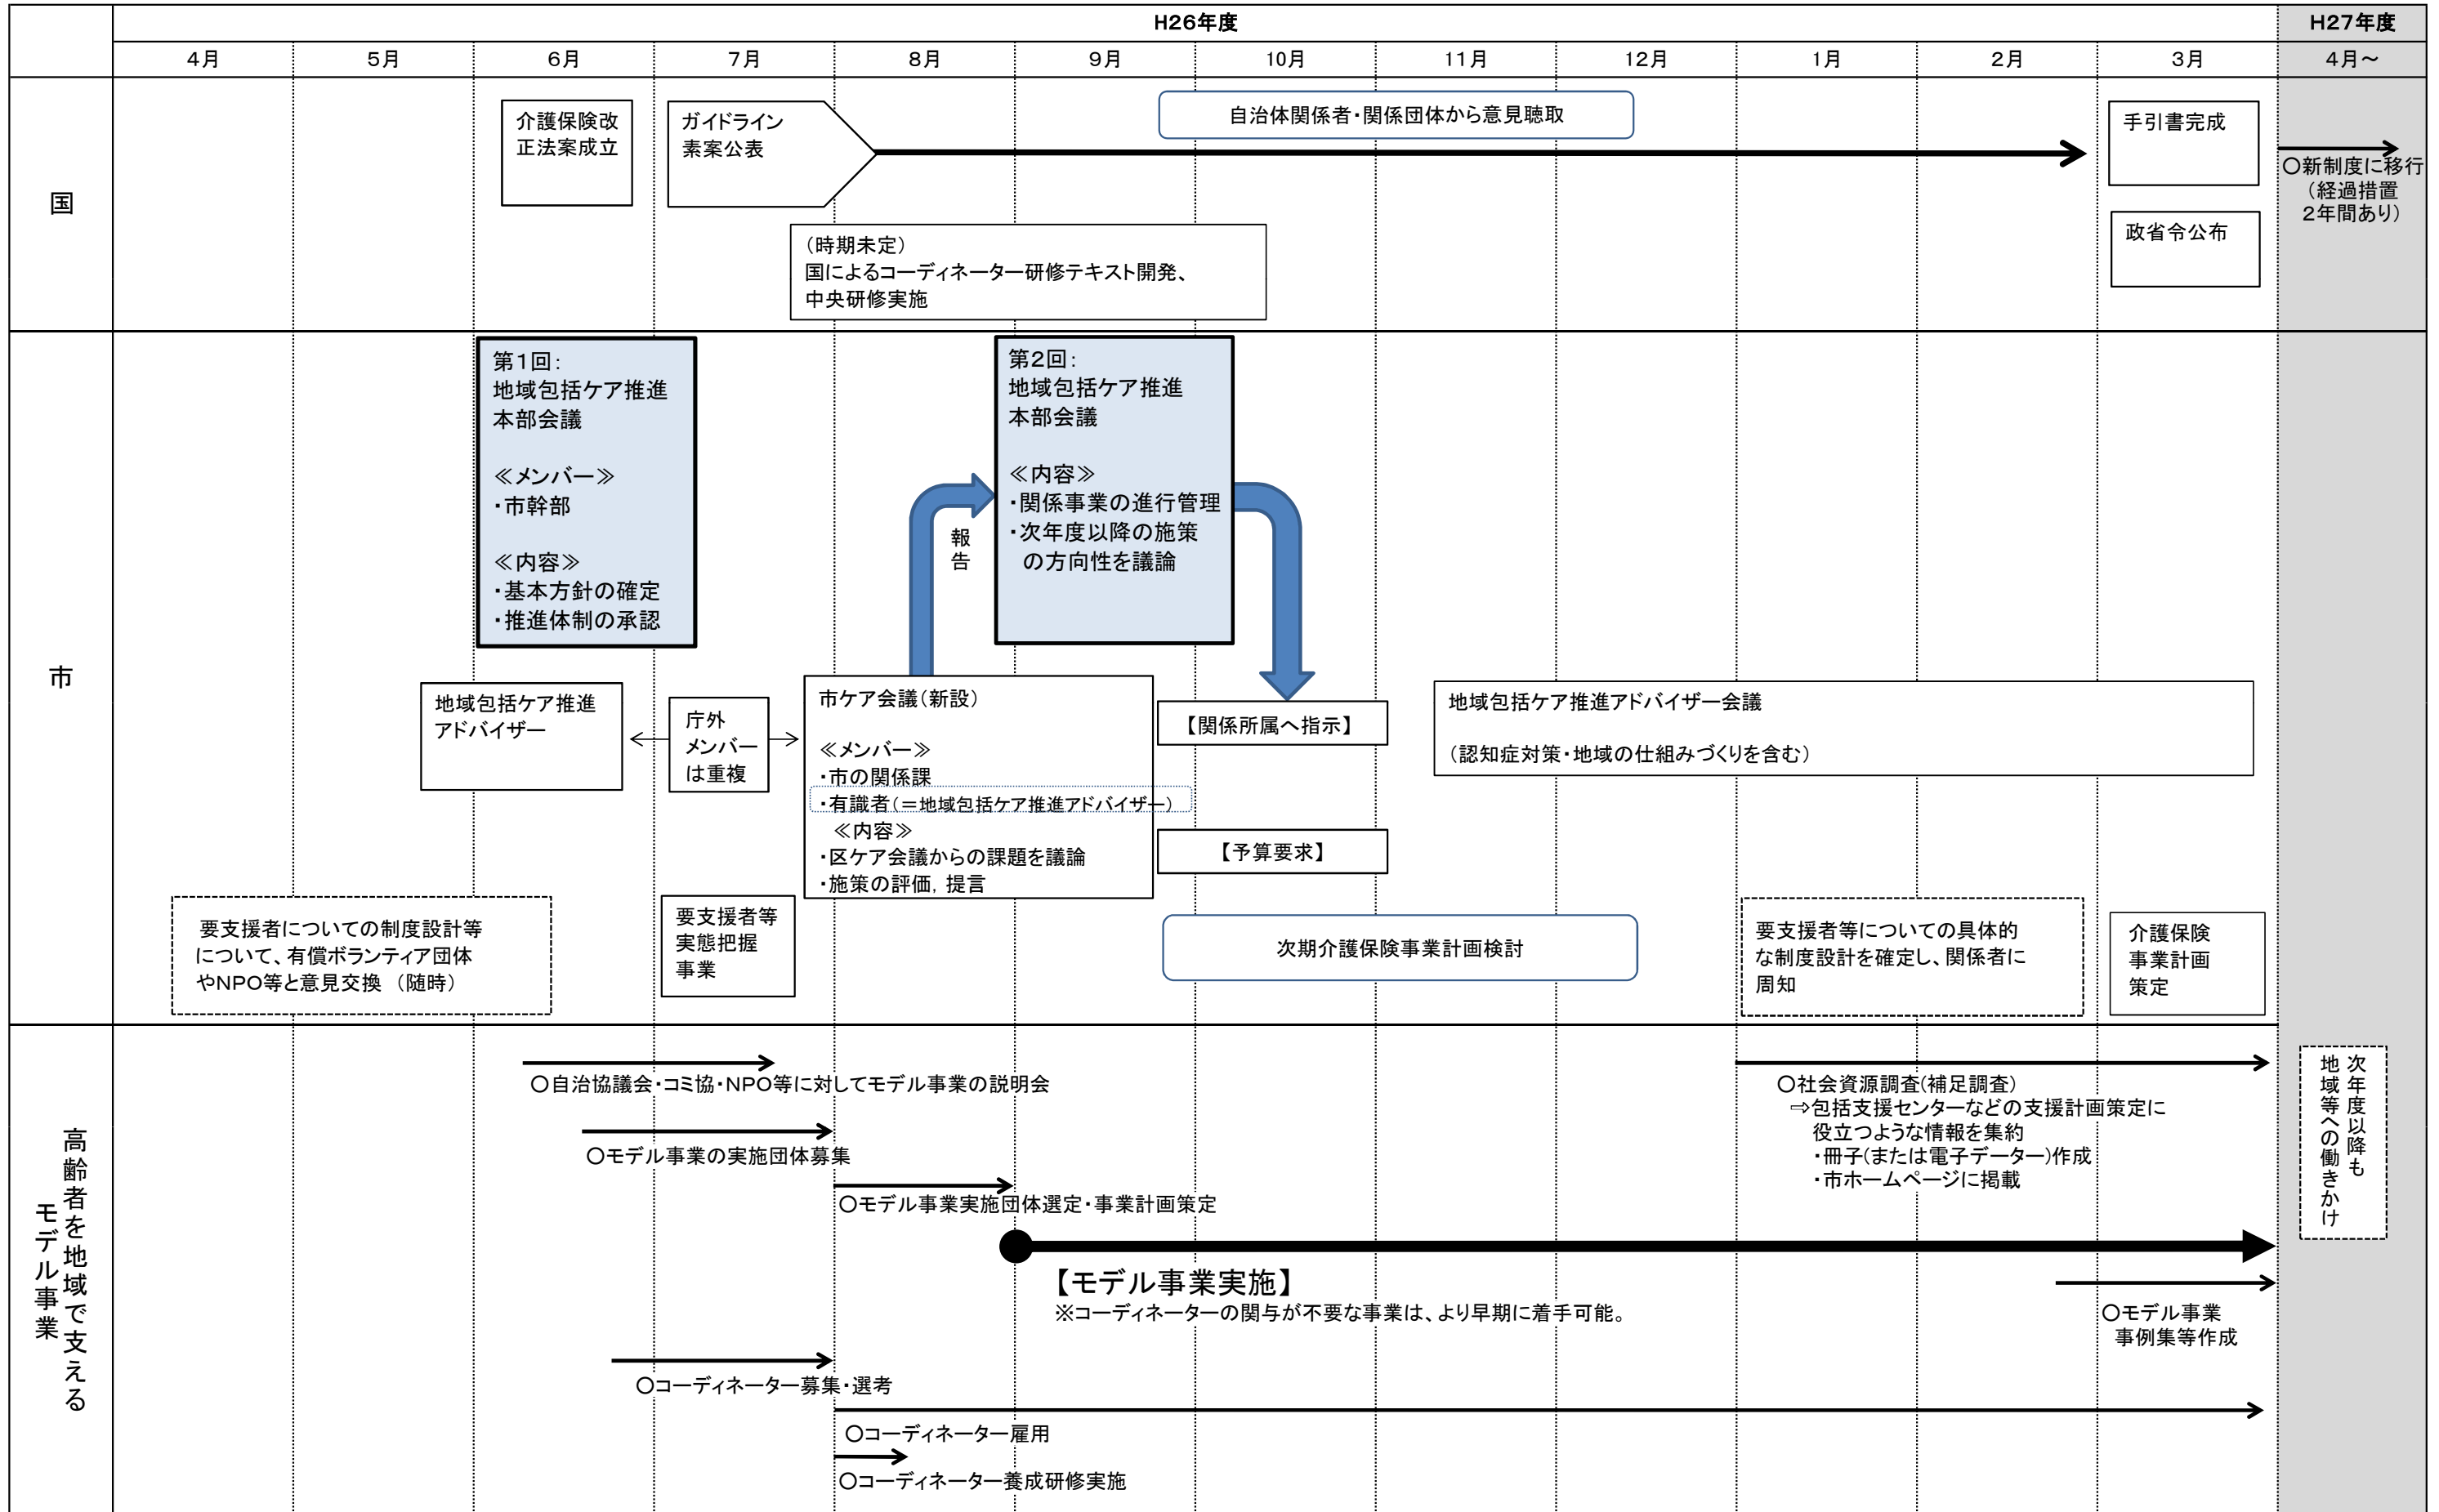 H26年度
H27年度
4月
5月
6月
7月
8月
9月
10月
11月
12月
1月
2月
3月
4月～
国
介護保険改
正法案成立
ガイドライン
素案公表
自治体関係者・関係団体から意見聴取
手引書完成
政省令公布
○新制度に移行
（経過措置
2年間あり）
（時期未定）
国によるコーディネーター研修テキスト開発、
中央研修実施
市
第1回：
地域包括ケア推進
本部会議
≪メンバー≫
・市幹部
≪内容≫
・基本方針の確定
・推進体制の承認
第2回：
地域包括ケア推進
本部会議
≪内容≫
・関係事業の進行管理
・次年度以降の施策
の方向性を議論
報
告
地域包括ケア推進
アドバイザー
庁外
メンバー
は重複
市ケア会議（新設）
≪メンバー≫
・市の関係課
・有識者（＝地域包括ケア推進アドバイザー）
≪内容≫
・区ケア会議からの課題を議論
・施策の評価，提言
【関係所属へ指示】
【予算要求】
地域包括ケア推進アドバイザー会議
（認知症対策・地域の仕組みづくりを含む）
要支援者についての制度設計等
について、有償ボランティア団体
やNPO等と意見交換　（随時）
要支援者等
実態把握
事業
次期介護保険事業計画検討
要支援者等についての具体的
な制度設計を確定し、関係者に
周知
介護保険
事業計画
策定
高齢者を地域で支える
モデル事業
○自治協議会・コミ協・NPO等に対してモデル事業の説明会
○モデル事業の実施団体募集
○モデル事業実施団体選定・事業計画策定
【モデル事業実施】
※コーディネーターの関与が不要な事業は、より早期に着手可能。
○コーディネーター募集・選考
○コーディネーター雇用
○コーディネーター養成研修実施
○社会資源調査(補足調査)
⇨包括支援センターなどの支援計画策定に
役立つような情報を集約
・冊子(または電子データー)作成
・市ホームページに掲載
○モデル事業
事例集等作成
次年度以降も
地域等への働きかけ